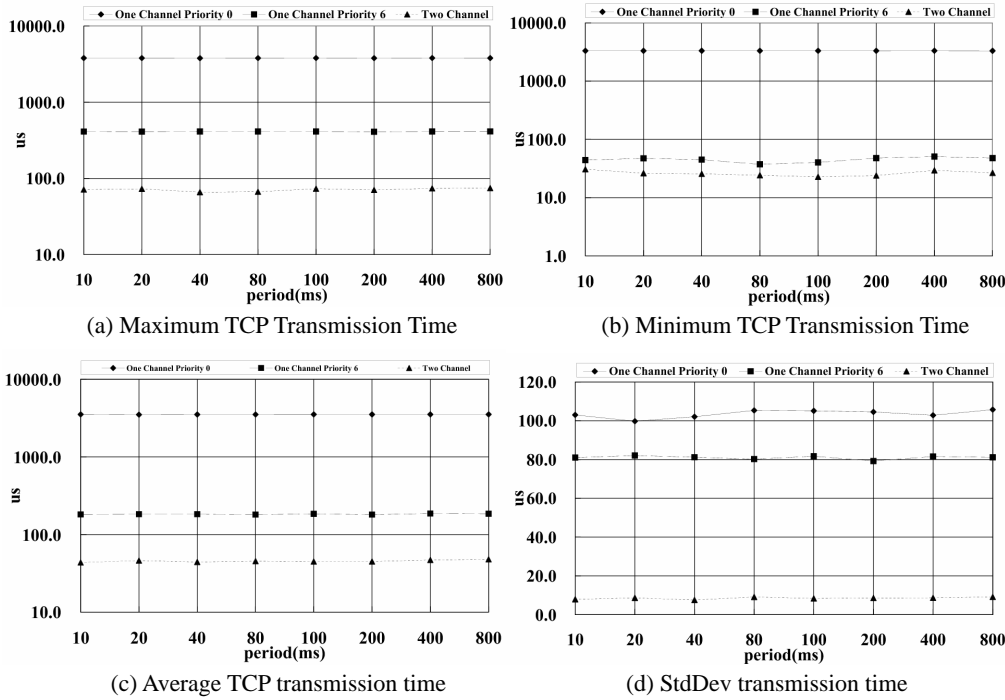 One Channel Priority 0 One Channel Priority 6 Two Channel
10000.0
1000.0
us
100.0
10.0
10 20 40 80 100 200 400 800
period(ms)
(a) Maximum TCP Transmission Time
One Channel Priority 0 One Channel Priority 6 Two Channel
10000.0
1000.0
us
100.0
10.0
1.0
10 20 40 80 100 200 400 800
period(ms)
(b) Minimum TCP Transmission Time
One Channel Priority 0 One Channel Priority 6 Two Channel
10000.0
1000.0
us
100.0
10.0
10 20 40 80 100 200 400 800
period(ms)
(c) Average TCP transmission time
One Channel Priority 0 One Channel Priority 6 Two Channel
120.0
100.0
80.0
us
60.0
40.0
20.0
0.0
10 20 40 80 100 200 400 800
period(ms)
(d) StdDev transmission time